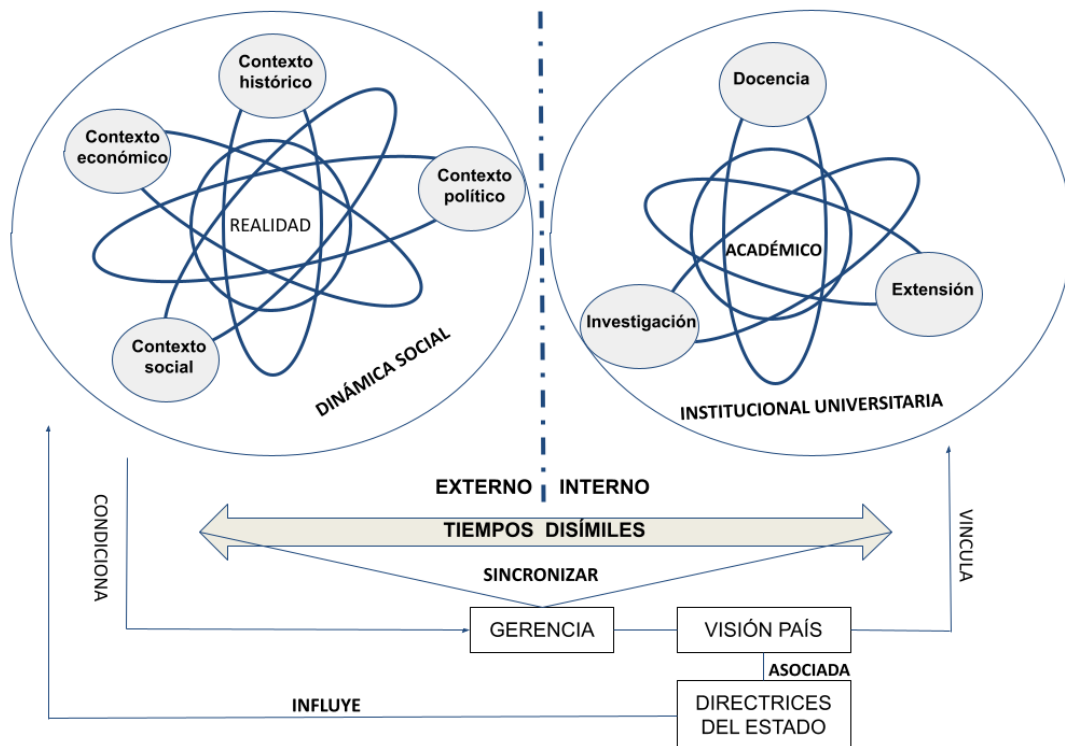 Contexto
histórico
Contexto
económico
Contexto
político
REALIDAD
Contexto
social
DINÁMICA SOCIAL
Docencia
ACADÉMICO
Extensión
Investigación
INSTITUCIONAL UNIVERSITARIA
EXTERNO INTERNO
TIEMPOS DISÍMILES
SINCRONIZAR
CONDICIONA
VINCULA
GERENCIA
VISIÓN PAÍS
ASOCIADA
DIRECTRICES
DEL ESTADO
INFLUYE